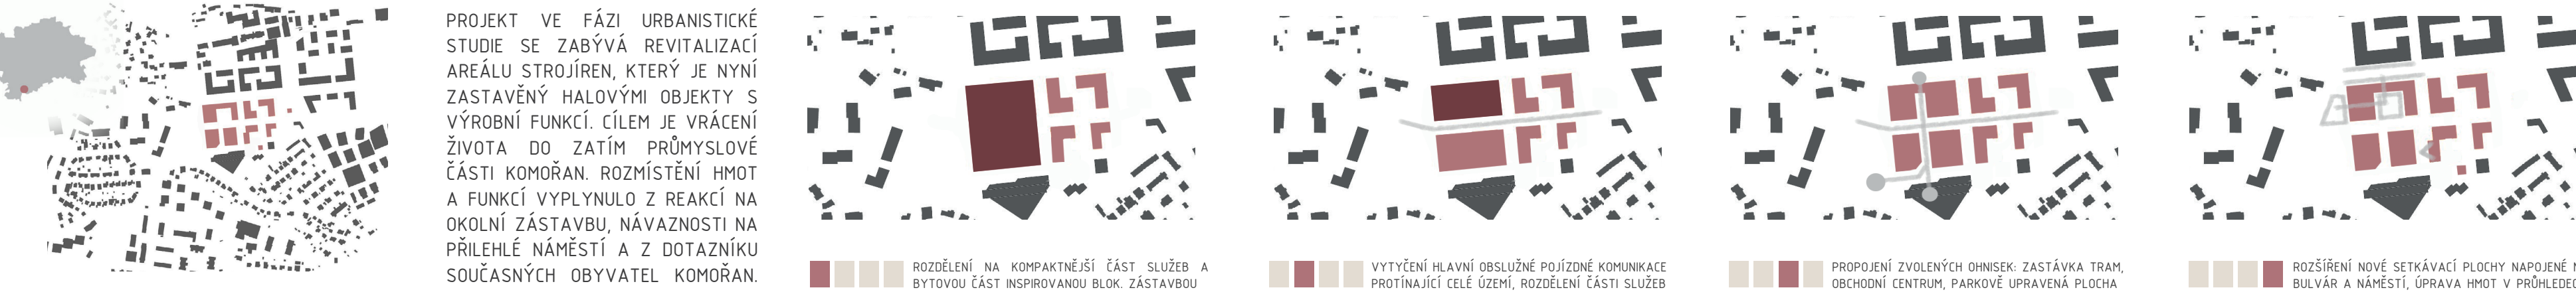 PROJEKT VE FÁZI URBANISTICKÉ
STUDIE SE ZABÝVÁ REVITALIZACÍ
AREÁLU STROJÍREN, KTERÝ JE NYNÍ
ZASTAVĚNÝ HALOVÝMI OBJEKTY S
VÝROBNÍ FUNKCÍ. CÍLEM JE VRÁCENÍ
ŽIVOTA DO ZATÍM PRŮMYSLOVÉ
ČÁSTI KOMOŘAN. ROZMÍSTĚNÍ HMOT
A FUNKCÍ VYPLYNULO Z REAKCÍ NA
OKOLNÍ ZÁSTAVBU, NÁVAZNOSTI NA
PŘILEHLÉ NÁMĚSTÍ A Z DOTAZNÍKU
SOUČASNÝCH OBYVATEL KOMOŘAN.
ROZDĚLENÍ NA KOMPAKTNĚJŠÍ ČÁST SLUŽEB A
BYTOVOU ČÁST INSPIROVANOU BLOK. ZÁSTAVBOU
VYTYČENÍ HLAVNÍ OBSLUŽNÉ POJÍZDNÉ KOMUNIKACE
PROTÍNAJÍCÍ CELÉ ÚZEMÍ, ROZDĚLENÍ ČÁSTI SLUŽEB
PROPOJENÍ ZVOLENÝCH OHNISEK: ZASTÁVKA TRAM,
OBCHODNÍ CENTRUM, PARKOVĚ UPRAVENÁ PLOCHA
ROZŠÍŘENÍ NOVÉ SETKÁVACÍ PLOCHY NAPOJENÉ
BULVÁR A NÁMĚSTÍ, ÚPRAVA HMOT V